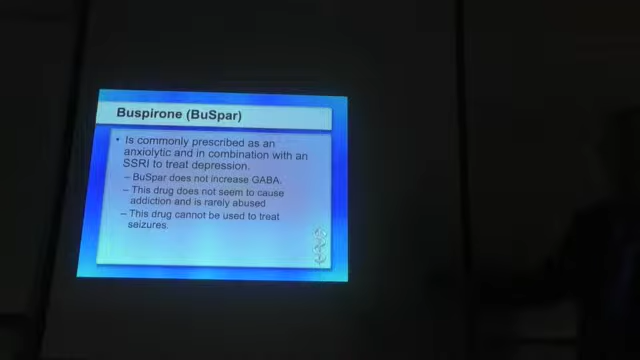 Buspirone (BuSpar)
• Is commonly prescribed as an
anxiolytic and in combination with an
SSRI to treat depression.
– BuSpar does not increase GABA.
– This drug does not seem to cause
addiction and is rarely abused
– This drug cannot be used to treat
seizures.